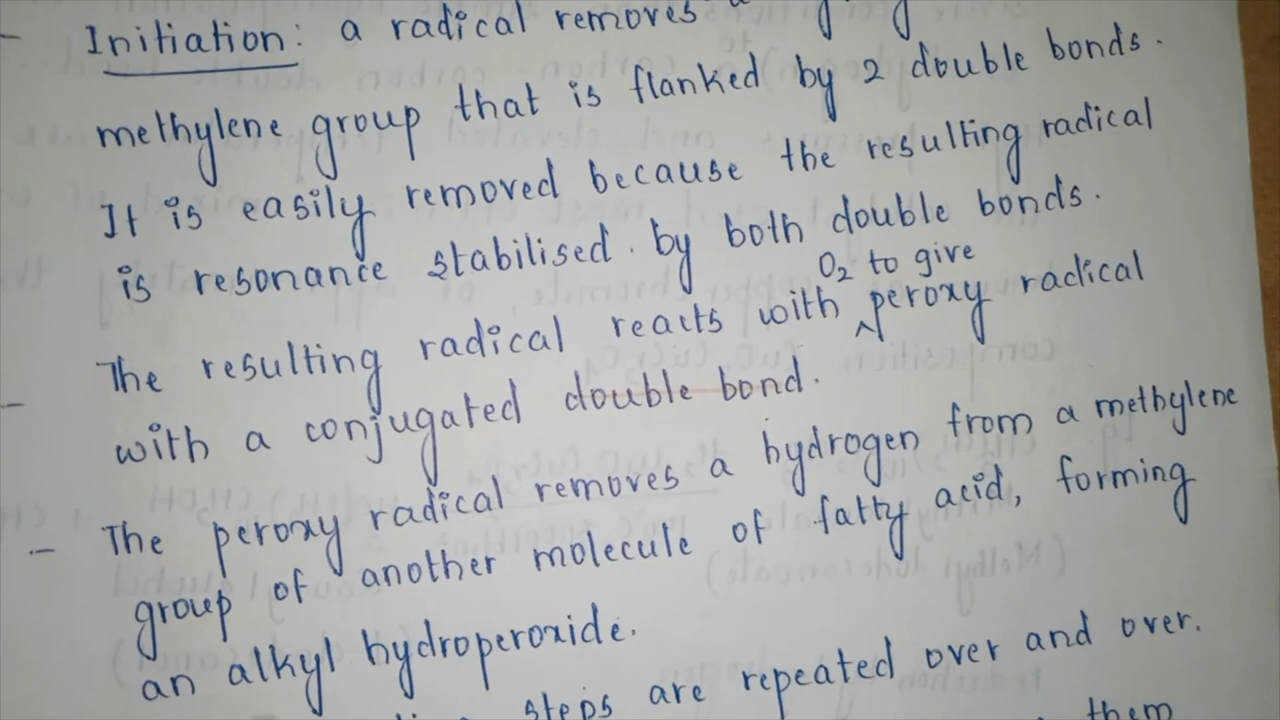 Initiation: a radical removes
methylene group that is flanked by 2 double bonds.
It is easily removed because the resulting radical
is resonance stabilised by both double bonds.
O2 to give
The resulting radical reacts with ^ peroxy radical
with a conjugated double bond.
The peroxy radical removes a hydrogen from a methylene
group of another molecule of fatty acid, forming
an alkyl hydroperoxide.
steps are repeated over and over.
them